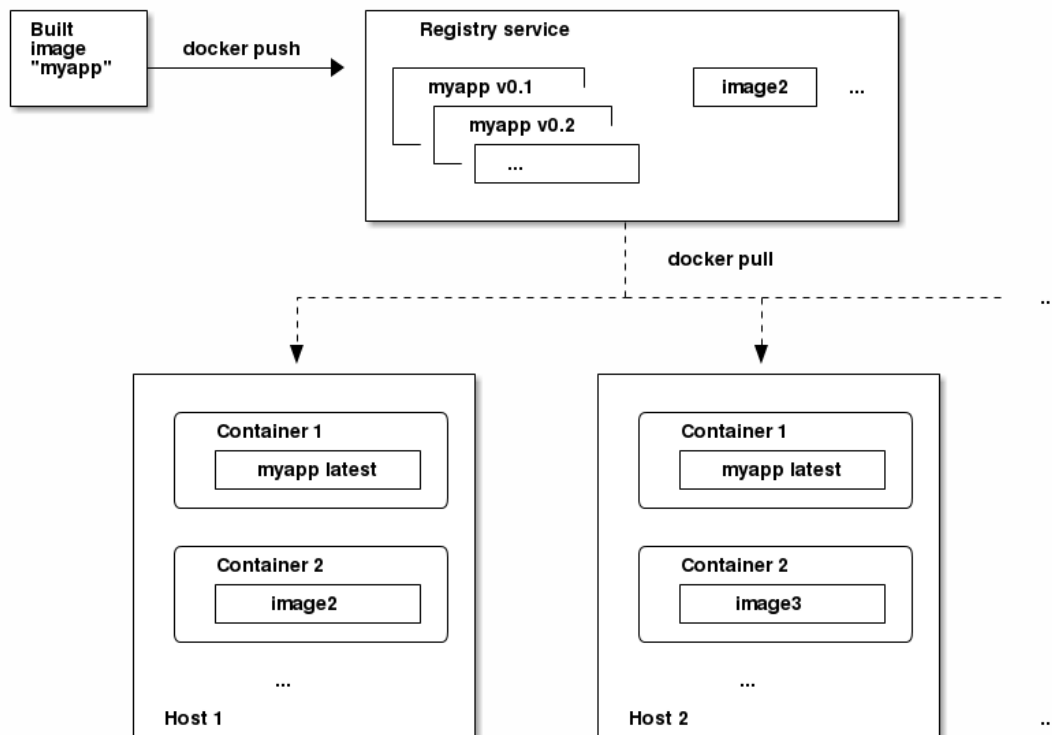 Built
image
"myapp"
docker push
Registry service
myapp v0.1
image2
...
myapp v0.2
...
docker pull
..
Container 1
myapp latest
Container 1
myapp latest
Container 2
image2
Container 2
image3
...
...
Host 1
Host 2
..